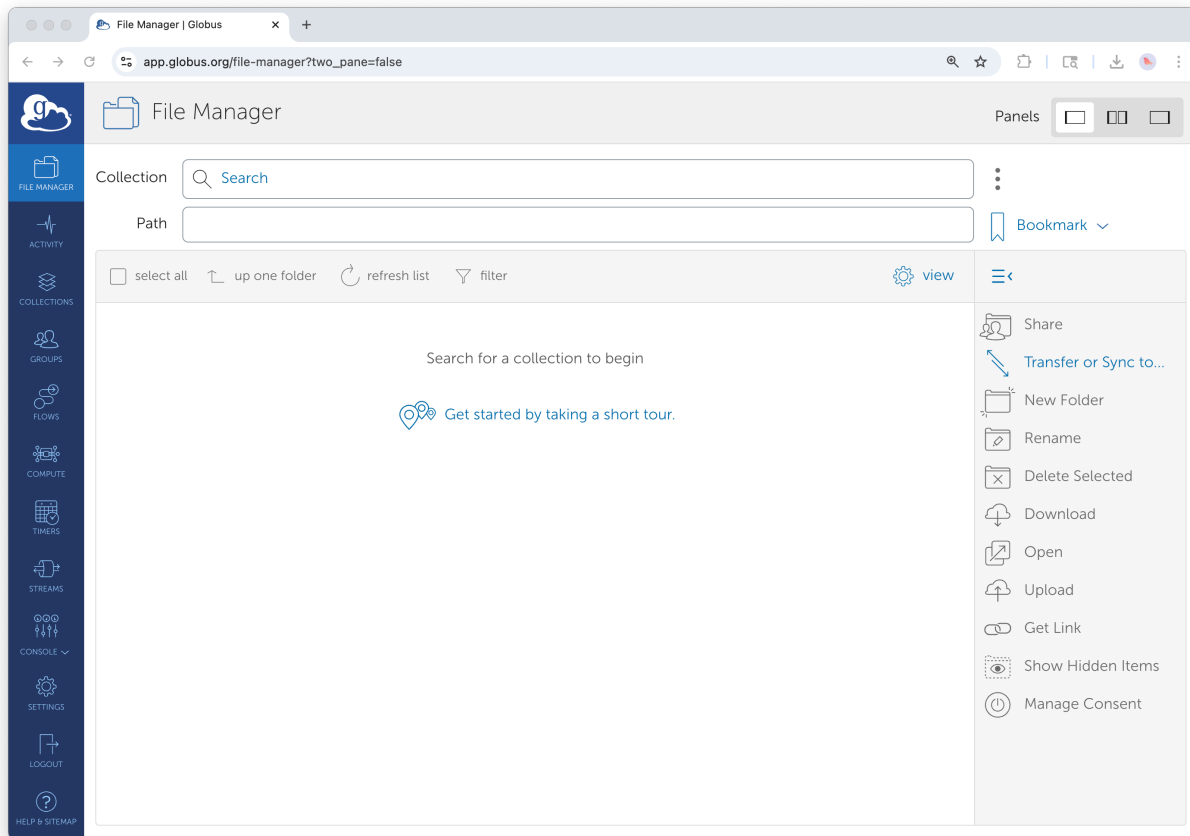 File Manager | Globus
app.globus.org/file-manager?two_pane=false
g
File Manager
Panels
FILE MANAGER
ACTIVITY
COLLECTIONS
GROUPS
FLOWS
COMPUTE
TIMERS
STREAMS
CONSOLE
SETTINGS
LOGOUT
HELP & SITEMAP
Collection
Search
Path
Bookmark
select all
up one folder
refresh list
filter
view
Search for a collection to begin
Get started by taking a short tour.
Share
Transfer or Sync to...
New Folder
Rename
Delete Selected
Download
Open
Upload
Get Link
Show Hidden Items
Manage Consent